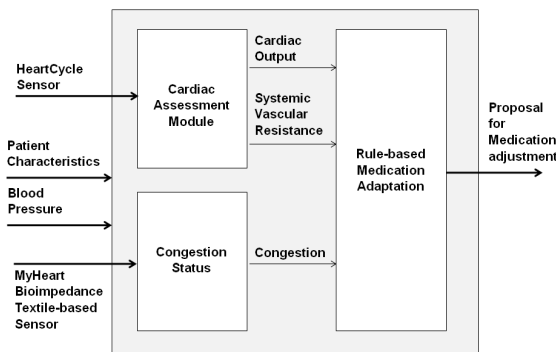 HeartCycle
Sensor
Patient
Characteristics
Blood
Pressure
MyHeart
Bioimpedance
Textile-based
Sensor
Cardiac
Assessment
Module
Congestion
Status
Cardiac
Output
Systemic
Vascular
Resistance
Congestion
Rule-based
Medication
Adaptation
Proposal
for
Medication
adjustment